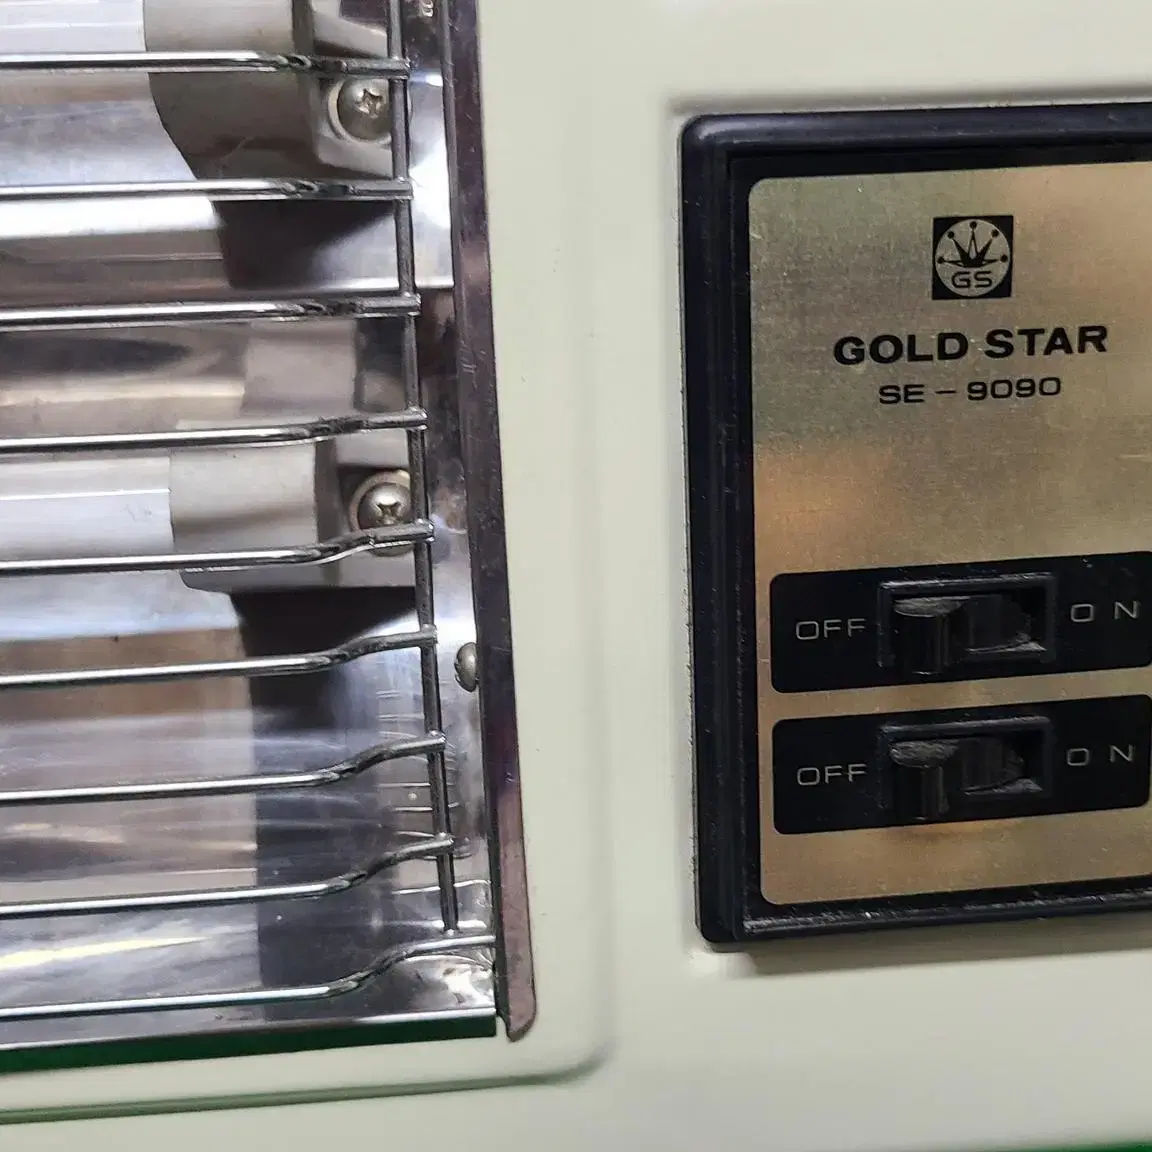 GS
GOLD STAR
SE-9090
OFF ON
OFF ON